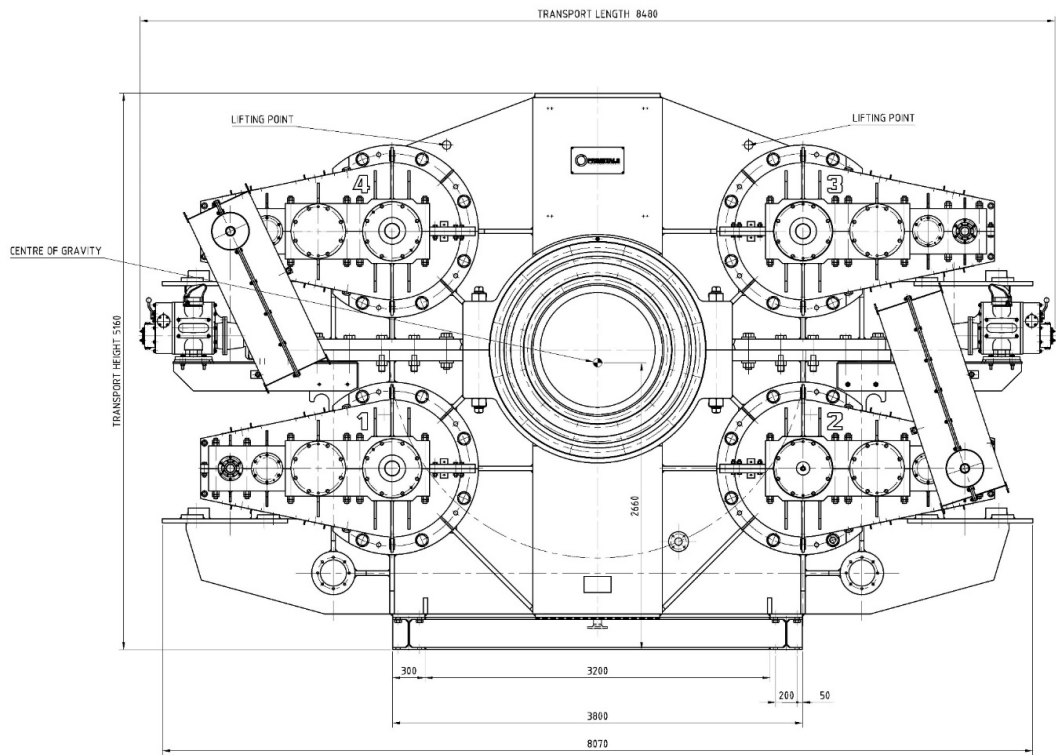 TRANSPORT LENGTH 8480
LIFTING POINT
LIFTING POINT
4
3
CENTRE OF GRAVITY
TRANSPORT HEIGHT 5160
1
2
2660
300
3200
200
50
3800
8070